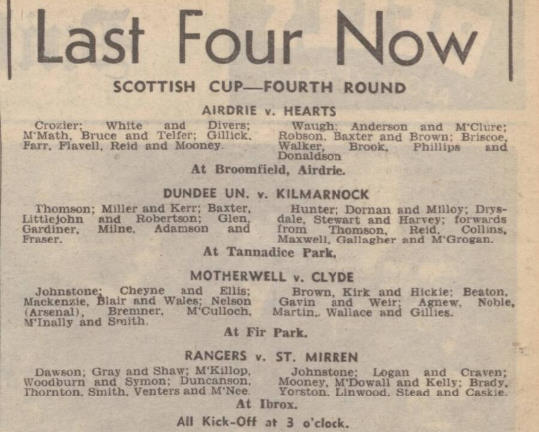 Last Four Now
SCOTTISH CUP—FOURTH ROUND
AIRDRIE v. HEARTS
Crozier; White and Divers;
M'Math, Bruce and Telfer; Gillick,
Farr, Flavell, Reid and Mooney.
Waugh; Anderson and M'Clure;
Robson, Baxter and Brown; Briscoe,
Walker, Brook, Phillips and
Donaldson
At Broomfield, Airdrie.
DUNDEE UN. v. KILMARNOCK
Thomson; Miller and Kerr; Baxter,
Littlejohn and Robertson; Glen,
Gardiner, Milne, Adamson and
Fraser.
Hunter; Dornan and Milloy; Drys-
dale, Stewart and Harvey; forwards
from Thomson, Reid, Collins,
Maxwell, Gallagher and M'Grogan.
At Tannadice Park,
MOTHERWELL v. CLYDE
Johnstone; Cheyne and Ellis;
Mackenzie, Blair and Wales; Nelson
(Arsenal), Bremner, M'Culloch,
M'Inally and Smith.
Brown, Kirk and Hickie; Beaton,
Gavin and Weir; Agnew, Noble,
Martin, Wallace and Gillies.
At Fir Park.
RANGERS v. ST. MIRREN
Dawson; Gray and Shaw; M'Killop,
Woodburn and Symon; Duncanson,
Thornton, Smith, Venters and M'Nee.
Johnstone; Logan and Craven;
Mooney, M'Dowall and Kelly; Brady,
Yorston, Linwood, Stead and Caskie.
At Ibrox.
All Kick-Off at 3 o'clock.